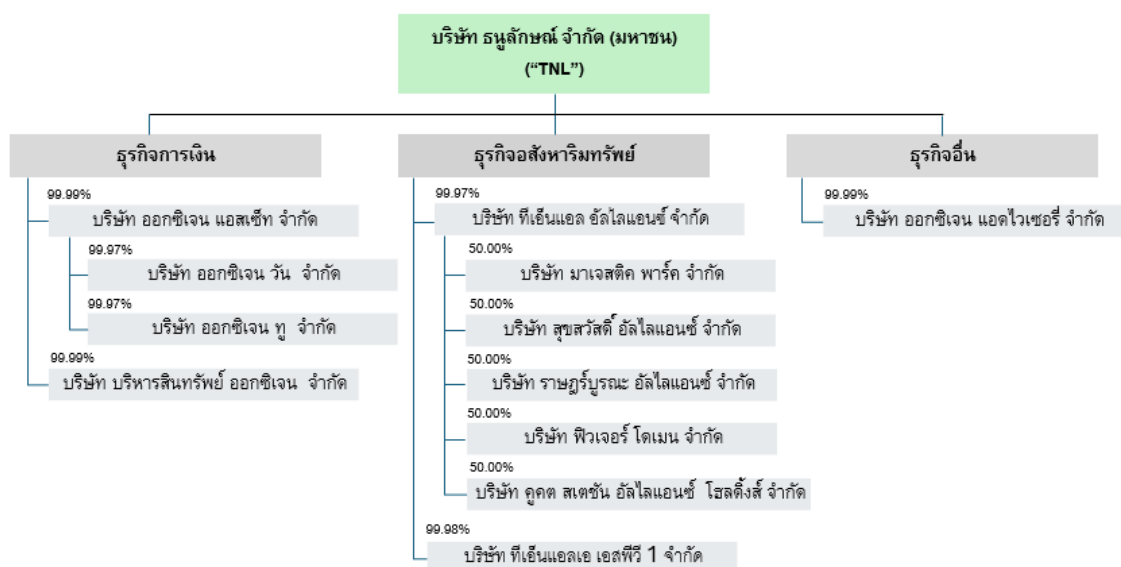 บริษัท ธนูลักษณ์ จำกัด (มหาชน)
("TNL")
ธุรกิจการเงิน
99.99%
บริษัท ออกซิเจน แอสเซ็ท จำกัด
99.97%
บริษัท ออกซิเจน วัน จำกัด
99.97%
บริษัท ออกซิเจน ทู จำกัด
99.99%
บริษัท บริหารสินทรัพย์ ออกซิเจน จำกัด
ธุรกิจอสังหาริมทรัพย์
99.97%
บริษัท ทีเอ็นแอล อัลไลแอนซ์ จำกัด
50.00%
บริษัท มาเจสติค พาร์ค จำกัด
50.00%
บริษัท สุขสวัสดิ์ อัลไลแอนซ์ จำกัด
50.00%
บริษัท ราษฎร์บูรณะ อัลไลแอนซ์ จำกัด
50.00%
บริษัท ฟิวเจอร์ โดเมน จำกัด
50.00%
บริษัท คูคต สเตชัน อัลไลแอนซ์ โฮลดิ้งส์ จำกัด
99.98%
บริษัท ทีเอ็นแอลเอ เอสพีวี 1 จำกัด
ธุรกิจอื่น
99.99%
บริษัท ออกซิเจน แอดไวเซอรี่ จำกัด